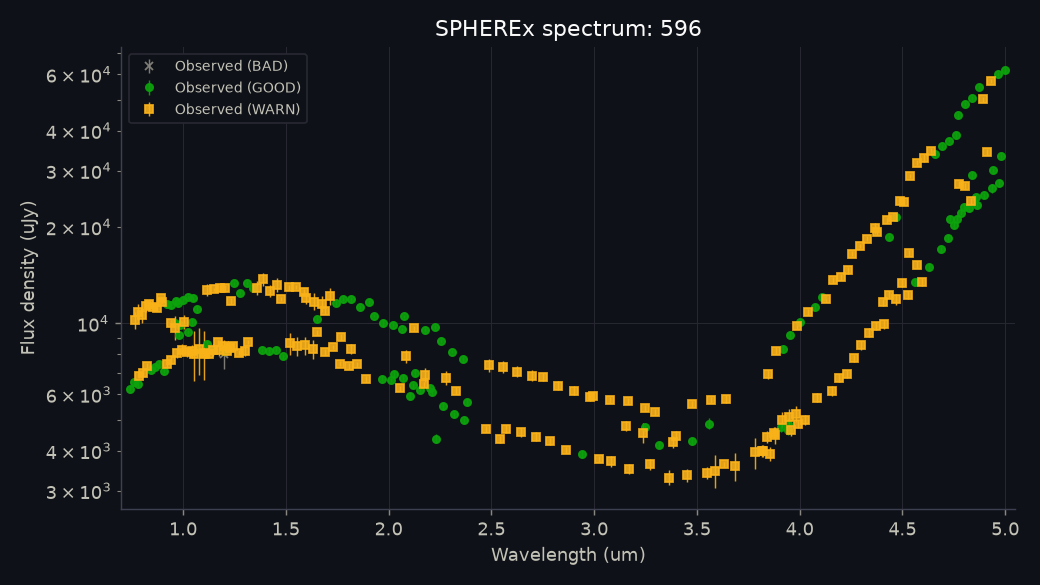 SPHEREx spectrum: 596
Observed (BAD)
Observed (GOOD)
Observed (WARN)
Flux density (uJy)
6 × 10⁴
4 × 10⁴
3 × 10⁴
2 × 10⁴
10⁴
6 × 10³
4 × 10³
3 × 10³
1.0 1.5 2.0 2.5 3.0 3.5 4.0 4.5 5.0
Wavelength (um)